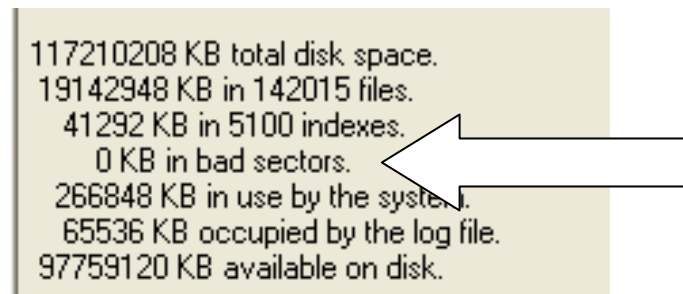 117210208 KB total disk space.
19142948 KB in 142015 files.
41292 KB in 5100 indexes.
0 KB in bad sectors.
266848 KB in use by the system.
65536 KB occupied by the log file.
97759120 KB available on disk.